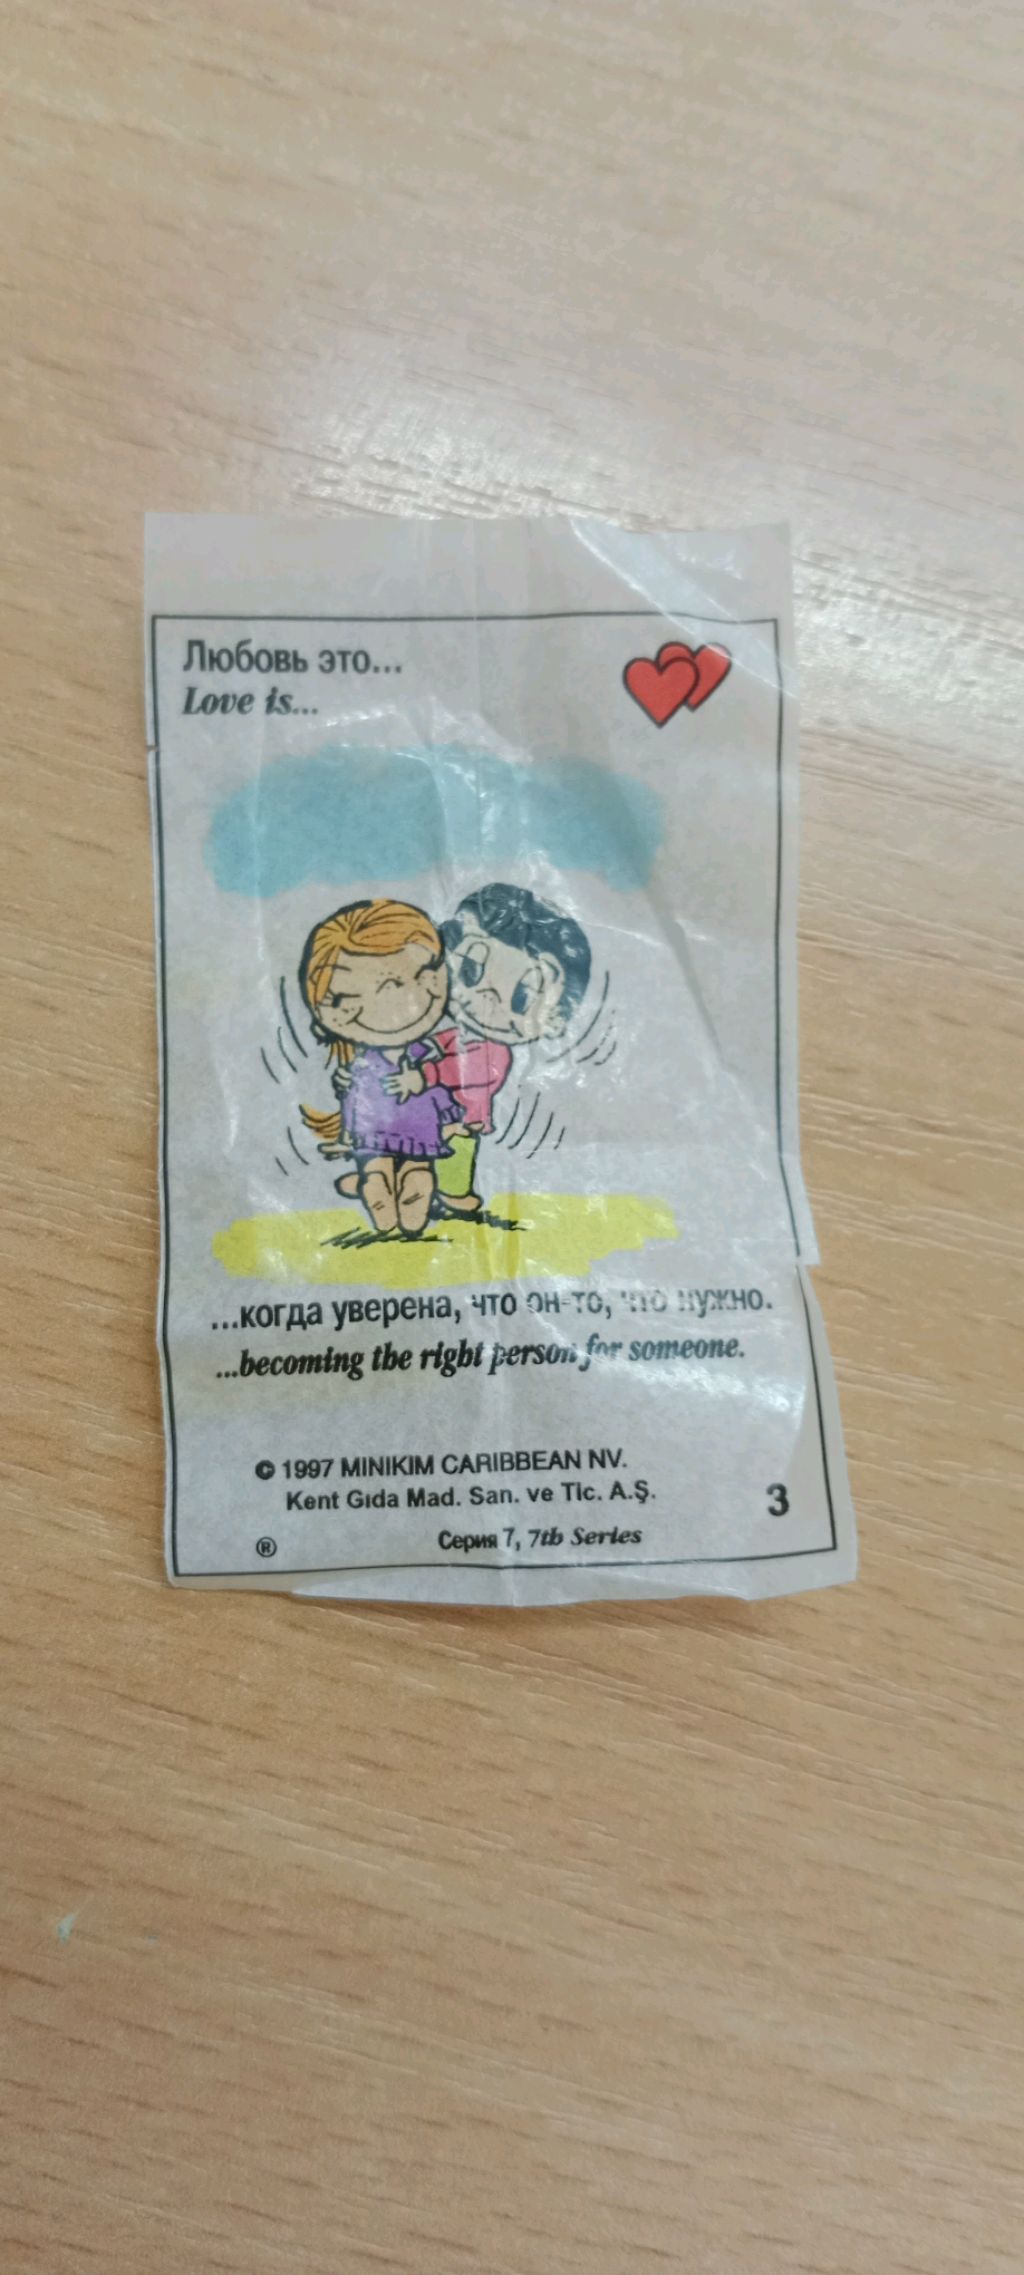 Любовь это...
Love is...
...когда уверена, что он-то, что нужно.
...becoming the right person for someone.
© 1997 MINIKIM CARIBBEAN NV.
Kent Gıda Mad. San. ve Tic. A.Ş.
3
® Серия 7, 7th Series